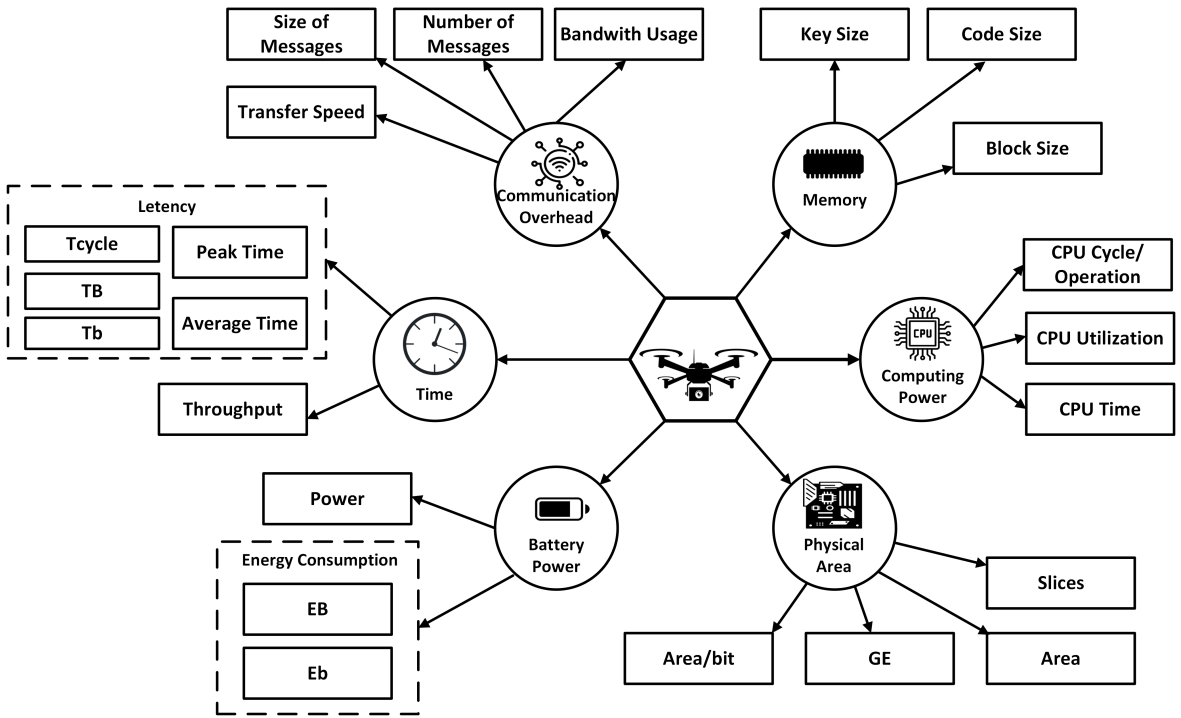 Size of
Messages
Number of
Messages
Bandwith Usage
Key Size
Code Size
Transfer Speed
Block Size
Communication
Overhead
Memory
Letency
Tcycle
Peak Time
TB
Average Time
Tb
Throughput
Time
CPU
Computing
Power
CPU Cycle/
Operation
CPU Utilization
CPU Time
Power
Battery
Power
Energy Consumption
EB
Eb
Physical
Area
Slices
Area/bit
GE
Area